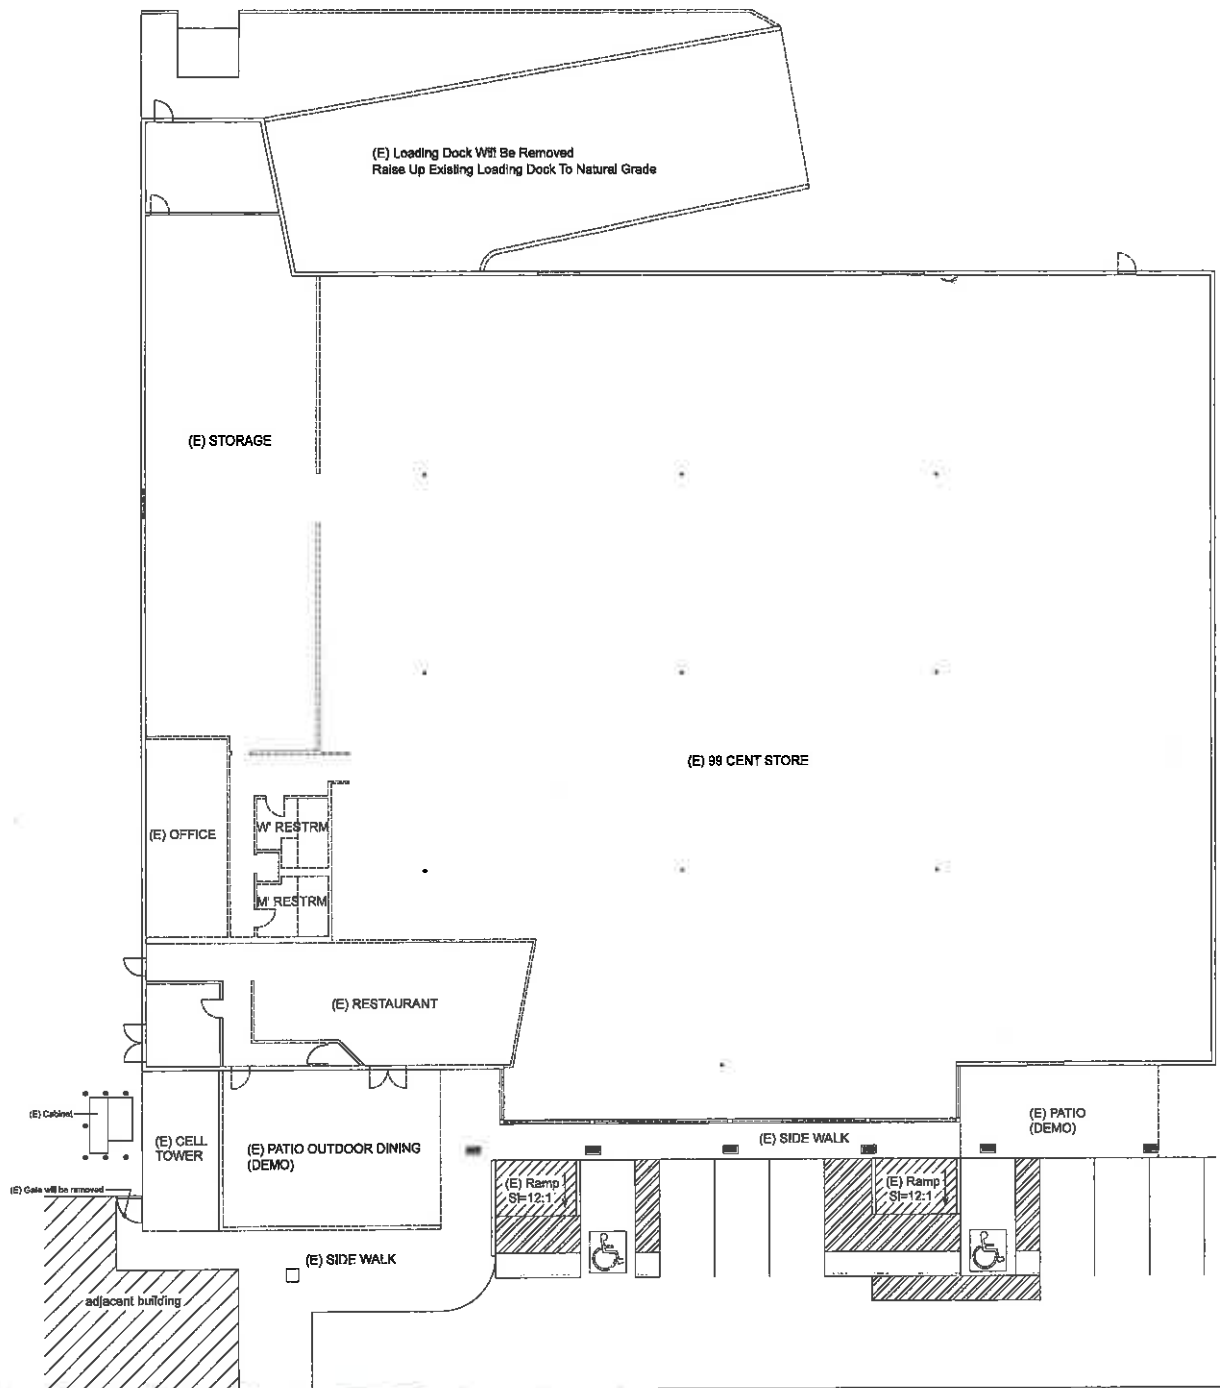 (E) Loading Dock Will Be Removed
Raise Up Existing Loading Dock To Natural Grade
(E) STORAGE
(E) 99 CENT STORE
(E) OFFICE
W' RESTRM
M' RESTRM
(E) RESTAURANT
(E) Cabinet
(E) CELL
TOWER
(E) PATIO OUTDOOR DINING
(DEMO)
(E) SIDE WALK
(E) PATIO
(DEMO)
(E) Ramp
Sl=12:1
(E) Ramp
Sl=12:1
(E) Gate will be removed
(E) SIDE WALK
adjacent building